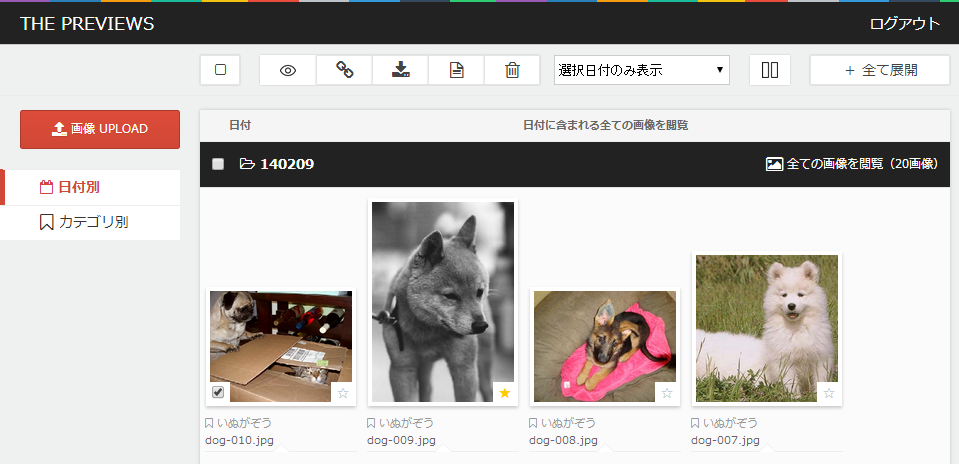 THE PREVIEWS
ログアウト
選択日付のみ表示
+ 全て展開
画像 UPLOAD
日付別
カテゴリ別
日付
日付に含まれる全ての画像を閲覧
140209
全ての画像を閲覧（20画像）
いぬがぞう
dog-010.jpg
いぬがぞう
dog-009.jpg
いぬがぞう
dog-008.jpg
いぬがぞう
dog-007.jpg